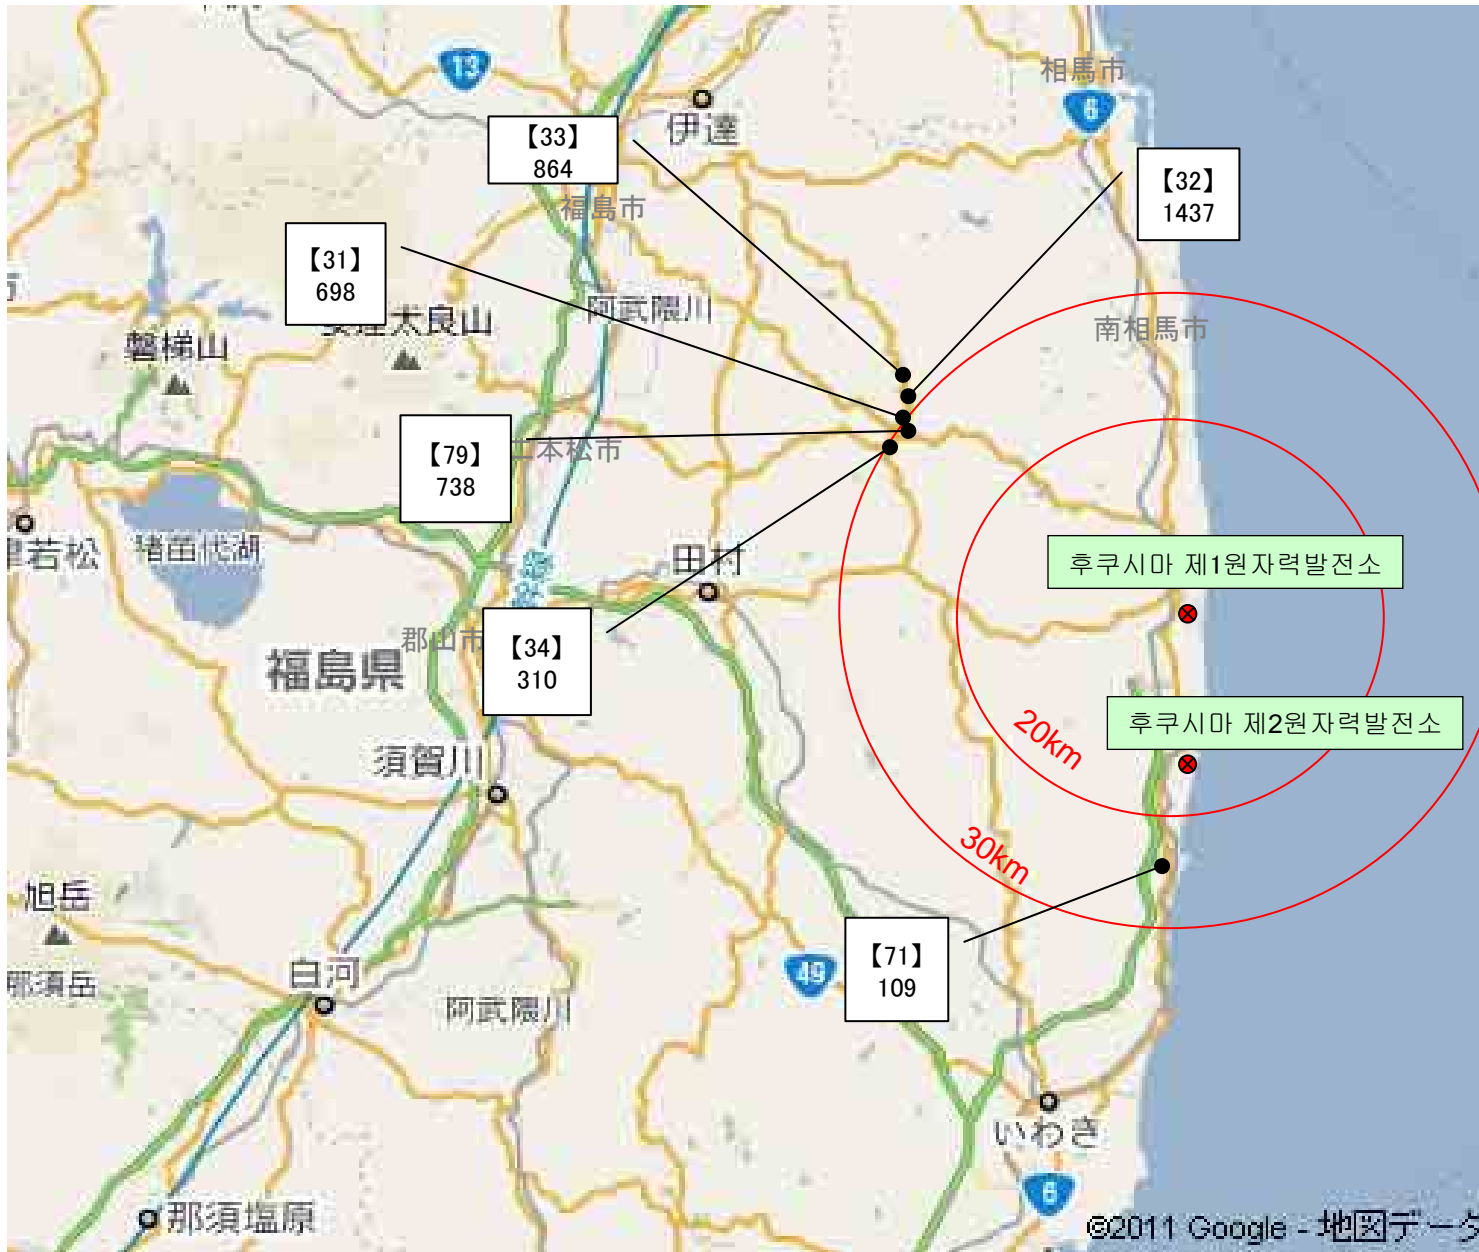 13
相馬市
6
伊達
【33】
864
【32】
1437
福島市
【31】
698
阿武隈川
太良山
南相馬市
磐梯山
【79】
738
二本松市
若松
猪苗代湖
田村
후쿠시마 제1원자력발전소
郡山市
【34】
310
福島県
후쿠시마 제2원자력발전소
20km
須賀川
30km
旭岳
【71】
109
白河
49
那須岳
阿武隈川
いわき
6
那須塩原
©2011 Google - 地図データ